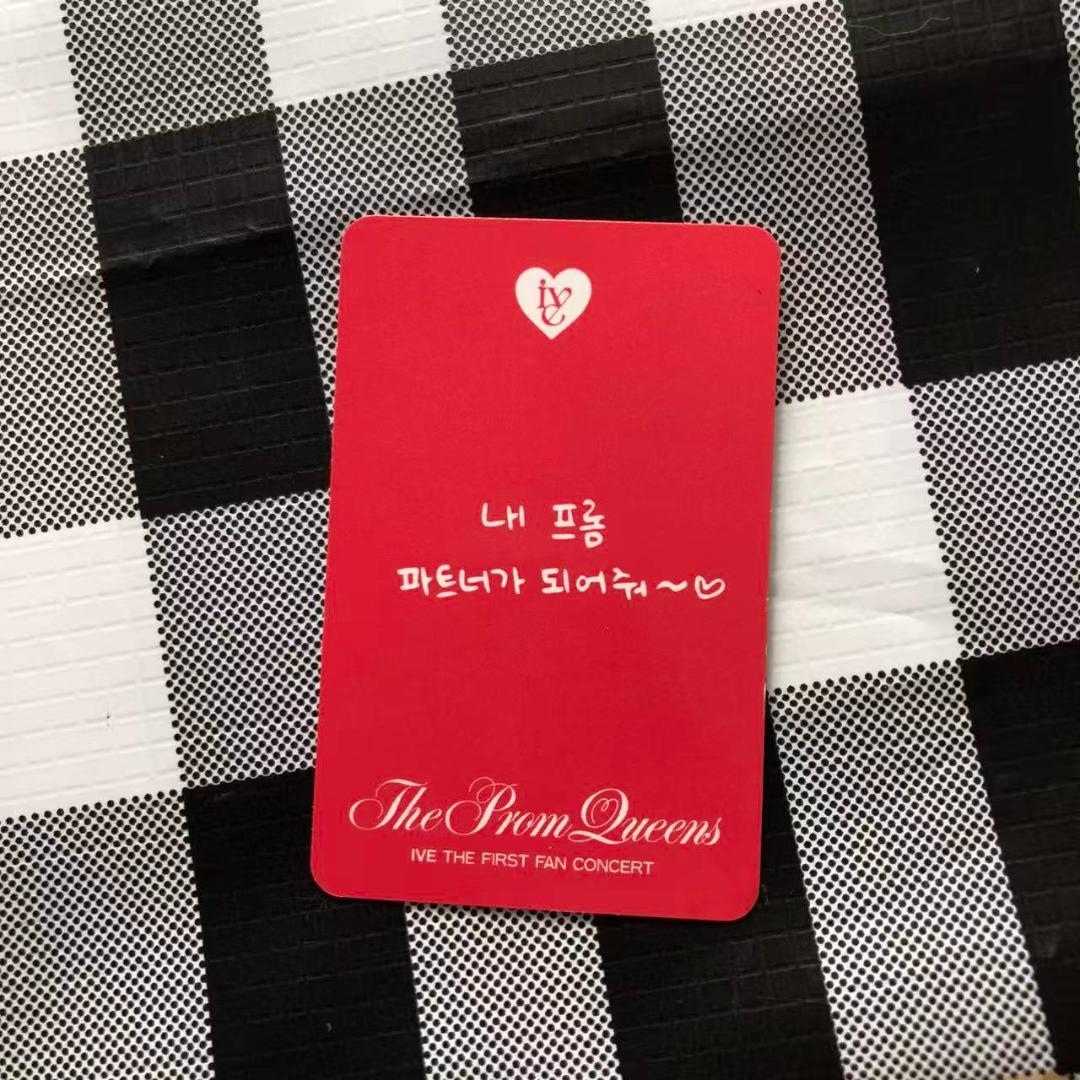 ive
내 프롬
파트너가 되어줘~♡
The Prom Queens
IVE THE FIRST FAN CONCERT